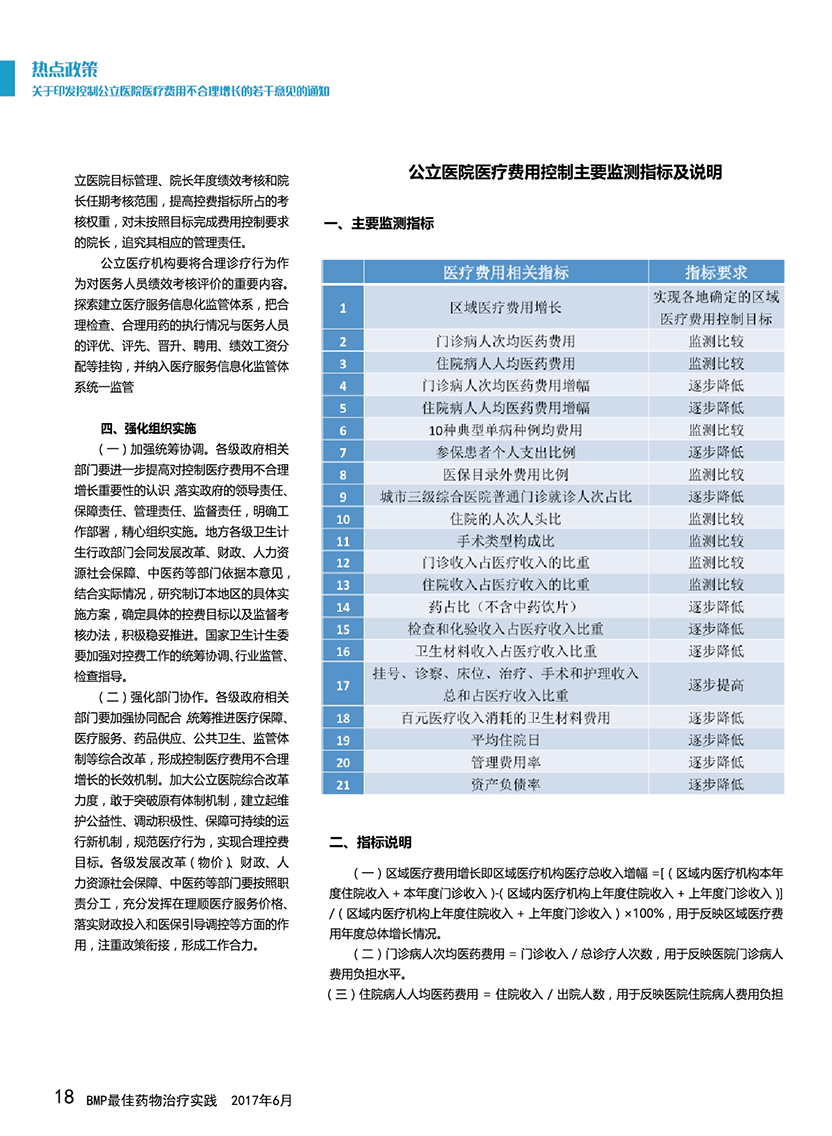 热点政策
关于印发控制公立医院医疗费用不合理增长的若干意见的通知
立医院目标管理、院长年度绩效考核和院
长任期考核范围，提高控费指标所占的考
核权重，对未按照目标完成费用控制要求
的院长，追究其相应的管理责任。
公立医疗机构要将合理诊疗行为作
为对医务人员绩效考核评价的重要内容。
探索建立医疗服务信息化监管体系，把合
理检查、合理用药的执行情况与医务人员
的评优、评先、晋升、聘用、绩效工资分
配等挂钩，并纳入医疗服务信息化监管体
系统一监管
四、强化组织实施
（一）加强统筹协调。各级政府相关
部门要进一步提高对控制医疗费用不合理
增长重要性的认识，落实政府的领导责任、
保障责任、管理责任、监督责任，明确工
作部署，精心组织实施。地方各级卫生计
生行政部门会同发展改革、财政、人力资
源社会保障、中医药等部门依据本意见，
结合实际情况，研究制订本地区的具体实
施方案，确定具体的控费目标以及监督考
核办法，积极稳妥推进。国家卫生计生委
要加强对控费工作的统筹协调、行业监管、
检查指导。
（二）强化部门协作。各级政府相关
部门要加强协同配合，统筹推进医疗保障、
医疗服务、药品供应、公共卫生、监管体
制等综合改革，形成控制医疗费用不合理
增长的长效机制。加大公立医院综合改革
力度，敢于突破原有体制机制，建立起维
护公益性、调动积极性、保障可持续的运
行新机制，规范医疗行为，实现合理控费
目标。各级发展改革（物价）、财政、人
力资源社会保障、中医药等部门要按照职
责分工，充分发挥在理顺医疗服务价格、
落实财政投入和医保引导调控等方面的作
用，注重政策衔接，形成工作合力。
公立医院医疗费用控制主要监测指标及说明
一、主要监测指标
医疗费用相关指标 指标要求
1 区域医疗费用增长 实现各地确定的区域
医疗费用控制目标
2 门诊病人次均医药费用 监测比较
3 住院病人人均医药费用 监测比较
4 门诊病人次均医药费用增幅 逐步降低
5 住院病人人均医药费用增幅 逐步降低
6 10种典型单病种例均费用 监测比较
7 参保患者个人支出比例 逐步降低
8 医保目录外费用比例 监测比较
9 城市三级综合医院普通门诊就诊人次占比 逐步降低
10 住院的人次人头比 监测比较
11 手术类型构成比 监测比较
12 门诊收入占医疗收入的比重 监测比较
13 住院收入占医疗收入的比重 监测比较
14 药占比（不含中药饮片） 逐步降低
15 检查和化验收入占医疗收入比重 逐步降低
16 卫生材料收入占医疗收入比重 逐步降低
17 挂号、诊察、床位、治疗、手术和护理收入
总和占医疗收入比重 逐步提高
18 百元医疗收入消耗的卫生材料费用 逐步降低
19 平均住院日 逐步降低
20 管理费用率 逐步降低
21 资产负债率 逐步降低
二、指标说明
（一）区域医疗费用增长即区域医疗机构医疗总收入增幅 =[（区域内医疗机构本年
度住院收入 + 本年度门诊收入）-（区域内医疗机构上年度住院收入 + 上年度门诊收入）]
/（区域内医疗机构上年度住院收入 + 上年度门诊收入）×100%，用于反映区域医疗费
用年度总体增长情况。
（二）门诊病人次均医药费用 = 门诊收入 / 总诊疗人次数，用于反映医院门诊病人
费用负担水平。
（三）住院病人人均医药费用 = 住院收入 / 出院人数，用于反映医院住院病人费用负担
18 BMP最佳药物治疗实践 2017年6月